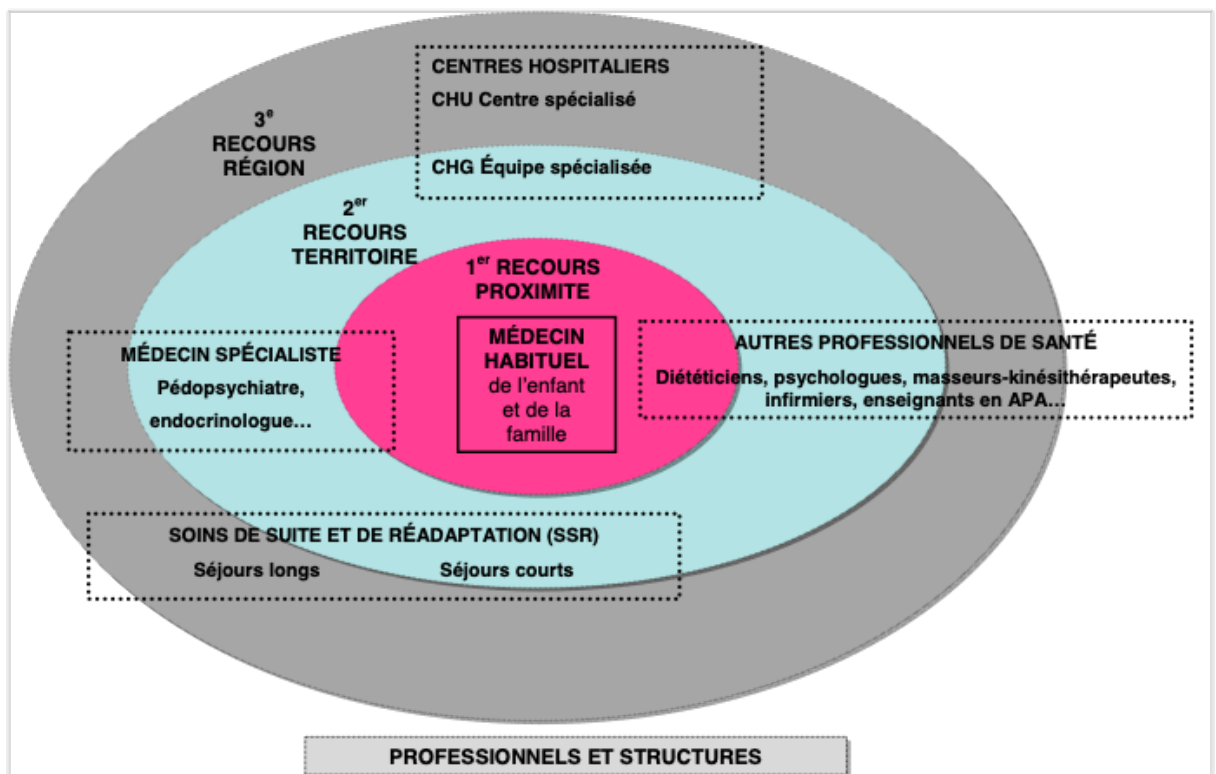 CENTRES HOSPITALIERS
CHU Centre spécialisé
CHG Équipe spécialisée
3e
RECOURS
RÉGION
2er
RECOURS
TERRITOIRE
1er RECOURS
PROXIMITE
MÉDECIN
HABITUEL
de l'enfant
et de la
famille
MÉDECIN SPÉCIALISTE
Pédopsychiatre,
endocrinologue…
AUTRES PROFESSIONNELS DE SANTÉ
Diététiciens, psychologues, masseurs-kinésithérapeutes,
infirmiers, enseignants en APA…
SOINS DE SUITE ET DE RÉADAPTATION (SSR)
Séjours longs
Séjours courts
PROFESSIONNELS ET STRUCTURES